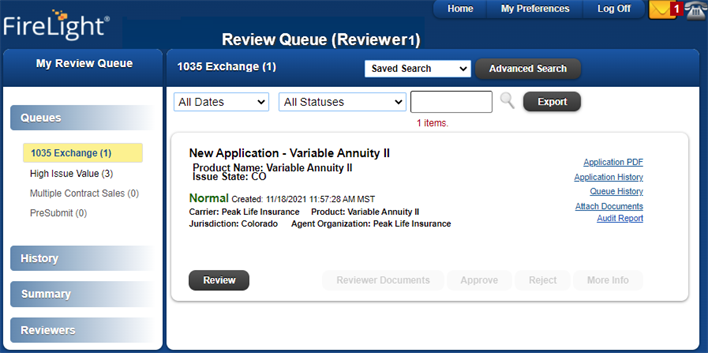 FireLight®
Home My Preferences Log Off 1
Review Queue (Reviewer1)
My Review Queue
Queues
1035 Exchange (1)
High Issue Value (3)
Multiple Contract Sales (0)
PreSubmit (0)
History
Summary
Reviewers
1035 Exchange (1) Saved Search Advanced Search
All Dates All Statuses Export
1 items.
New Application - Variable Annuity II
Product Name: Variable Annuity II
Issue State: CO
Normal Created: 11/18/2021 11:57:28 AM MST
Carrier: Peak Life Insurance Product: Variable Annuity II
Jurisdiction: Colorado Agent Organization: Peak Life Insurance
Application PDF
Application History
Queue History
Attach Documents
Audit Report
Review Reviewer Documents Approve Reject More Info